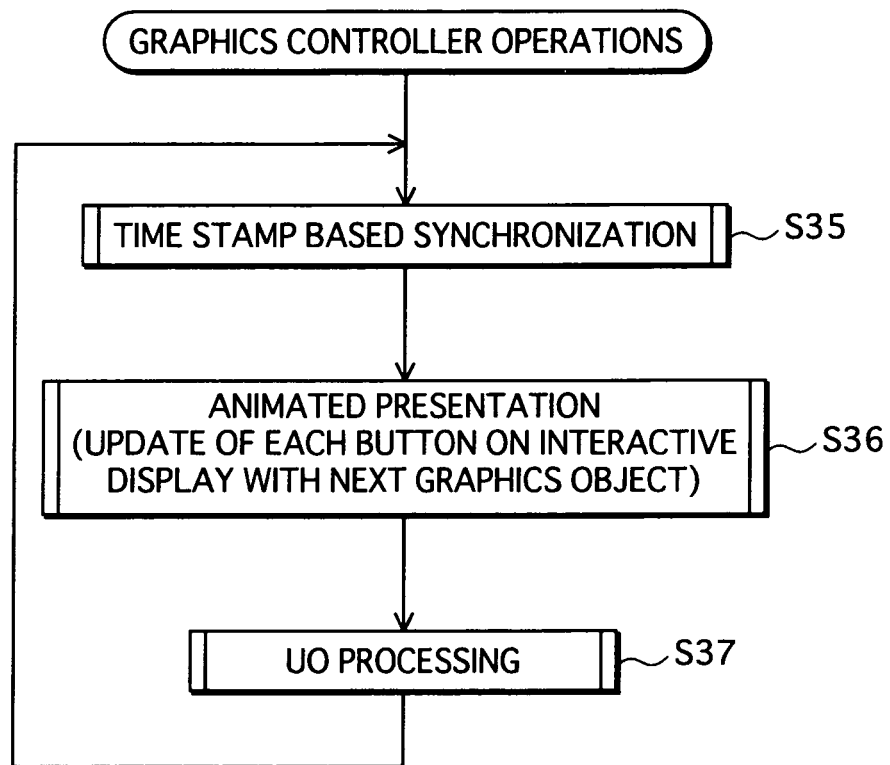 GRAPHICS CONTROLLER OPERATIONS
TIME STAMP BASED SYNCHRONIZATION
S35
ANIMATED PRESENTATION
(UPDATE OF EACH BUTTON ON INTERACTIVE
DISPLAY WITH NEXT GRAPHICS OBJECT)
S36
UO PROCESSING
S37